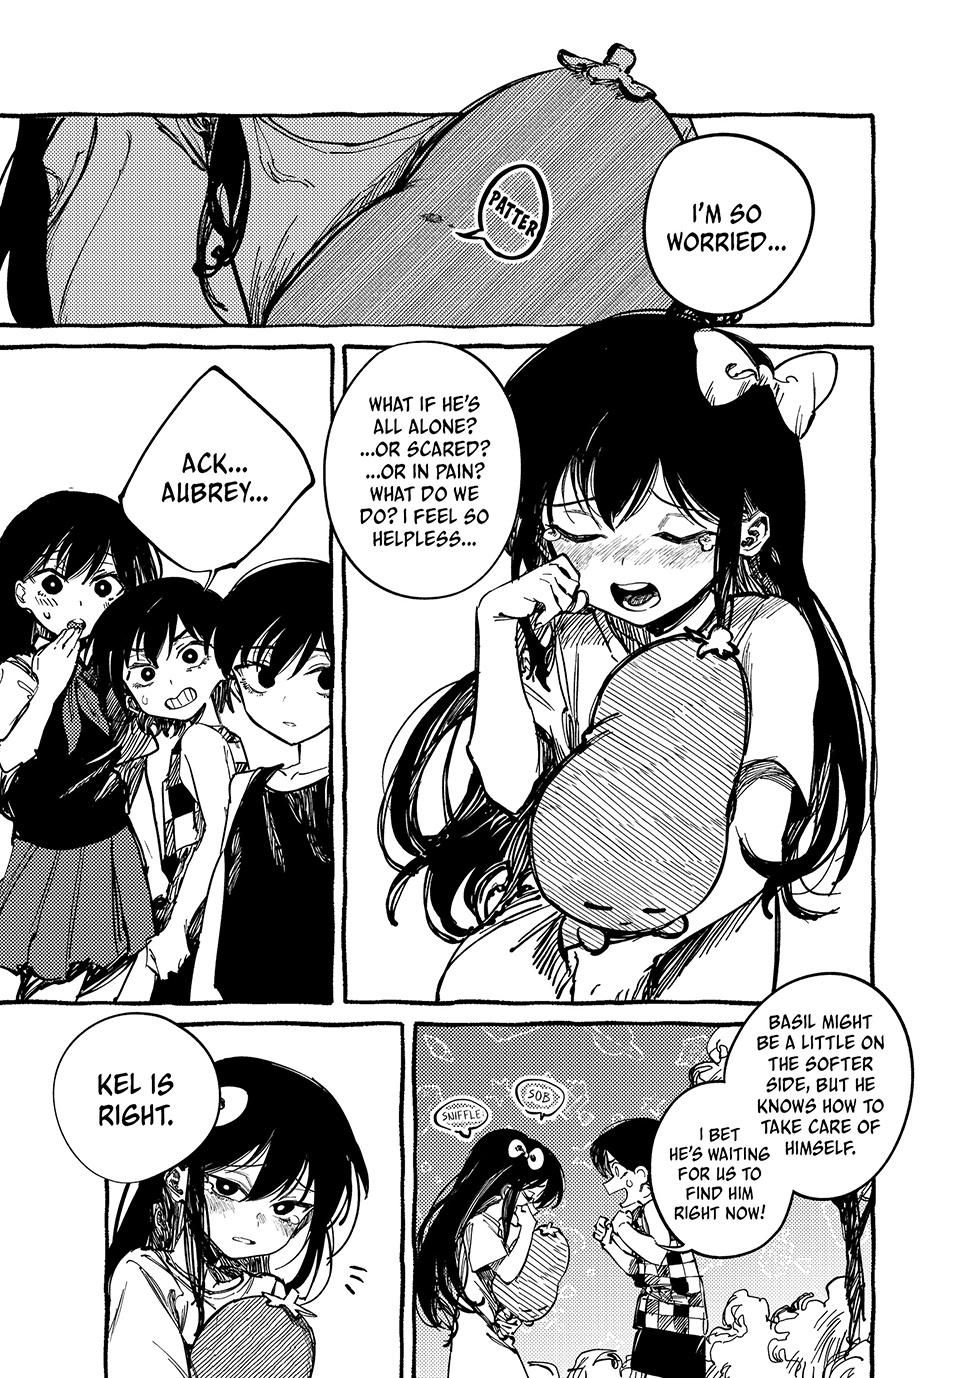 I'M SO
WORRIED...
PATTER
WHAT IF HE'S
ALL ALONE?
...OR SCARED?
...OR IN PAIN?
WHAT DO WE
DO? I FEEL SO
HELPLESS...
ACK...
AUBREY...
BASIL MIGHT
BE A LITTLE ON
THE SOFTER
SIDE, BUT HE
KNOWS HOW TO
TAKE CARE OF
HIMSELF.
I BET
HE'S WAITING
FOR US TO
FIND HIM
RIGHT NOW!
SOB
SNIFFLE
KEL IS
RIGHT.